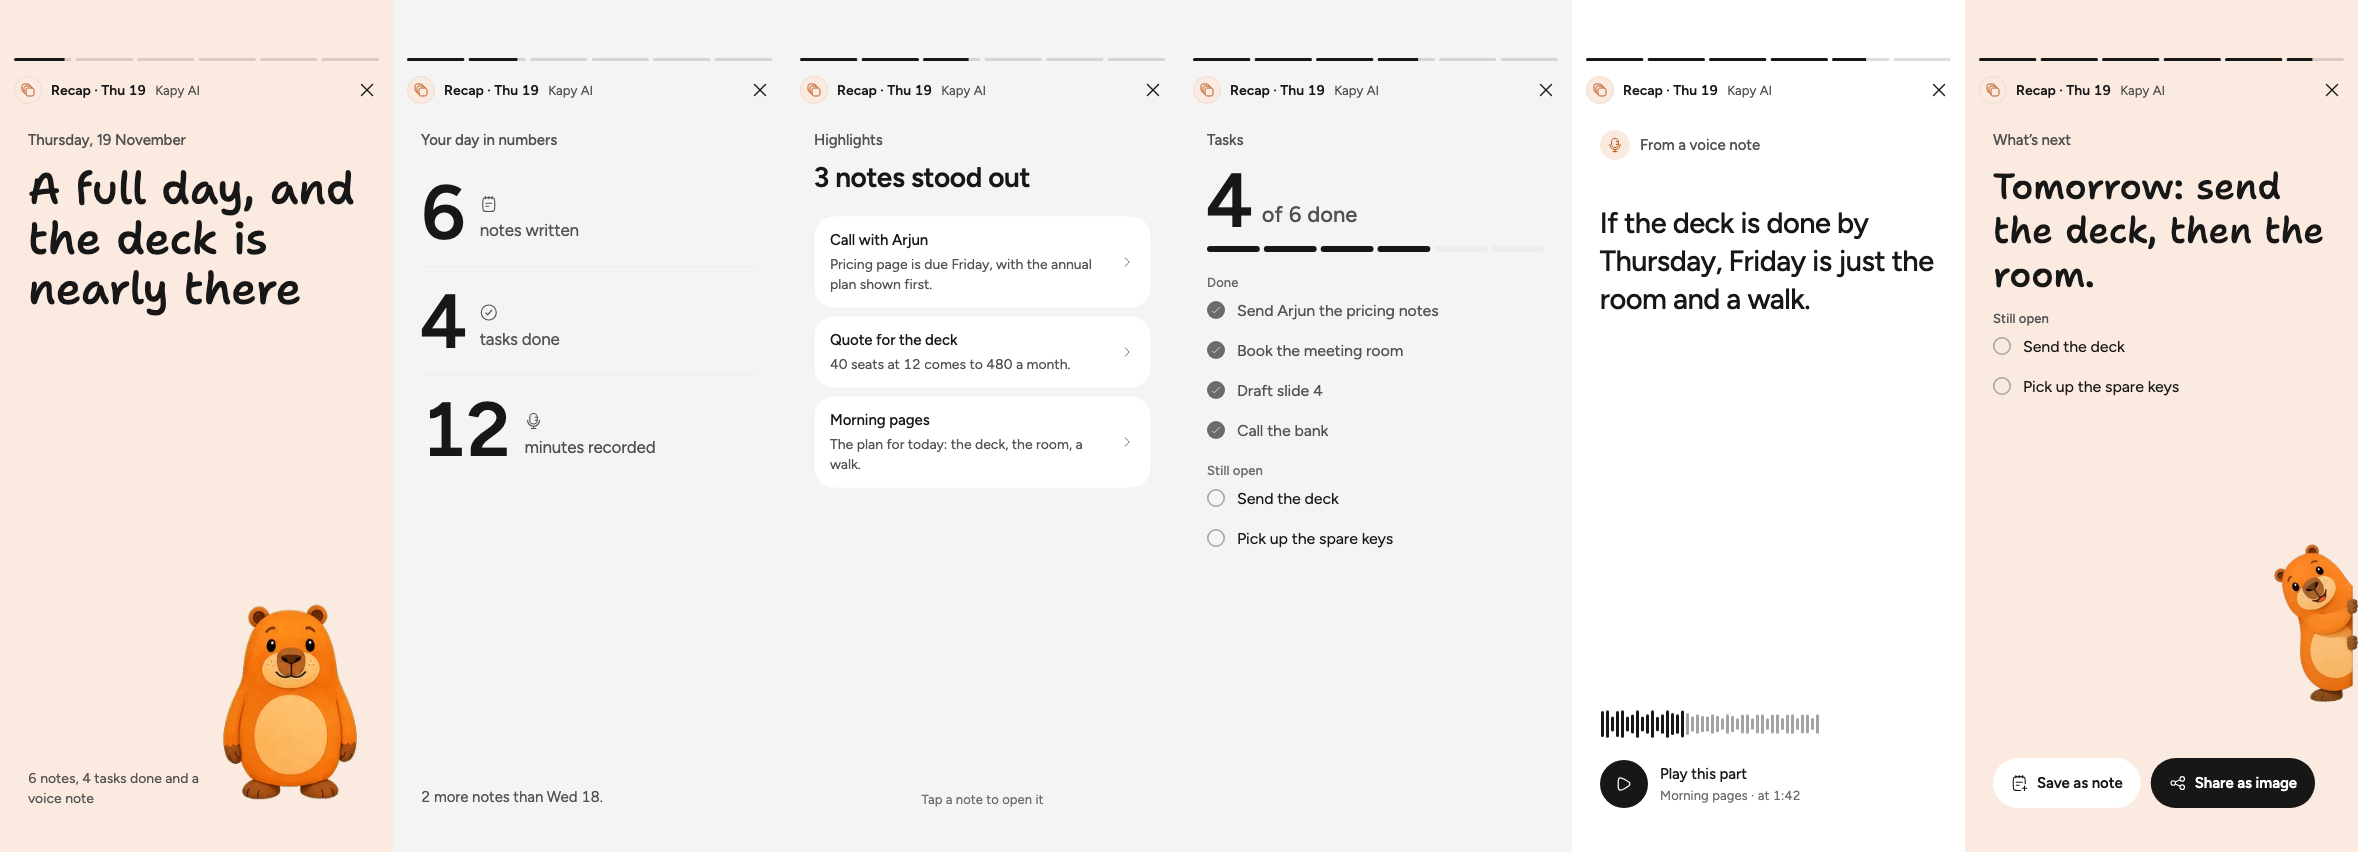 Recap · Thu 19 Kapy AI
Thursday, 19 November
A full day, and
the deck is
nearly there
6 notes, 4 tasks done and a
voice note
Recap · Thu 19 Kapy AI
Your day in numbers
6
notes written
4
tasks done
12
minutes recorded
2 more notes than Wed 18.
Recap · Thu 19 Kapy AI
Highlights
3 notes stood out
Call with Arjun
Pricing page is due Friday, with the annual
plan shown first.
Quote for the deck
40 seats at 12 comes to 480 a month.
Morning pages
The plan for today: the deck, the room, a
walk.
Tap a note to open it
Recap · Thu 19 Kapy AI
Tasks
4 of 6 done
Done
Send Arjun the pricing notes
Book the meeting room
Draft slide 4
Call the bank
Still open
Send the deck
Pick up the spare keys
Recap · Thu 19 Kapy AI
From a voice note
If the deck is done by
Thursday, Friday is just the
room and a walk.
Play this part
Morning pages · at 1:42
Recap · Thu 19 Kapy AI
What's next
Tomorrow: send
the deck, then the
room.
Still open
Send the deck
Pick up the spare keys
Save as note
Share as image